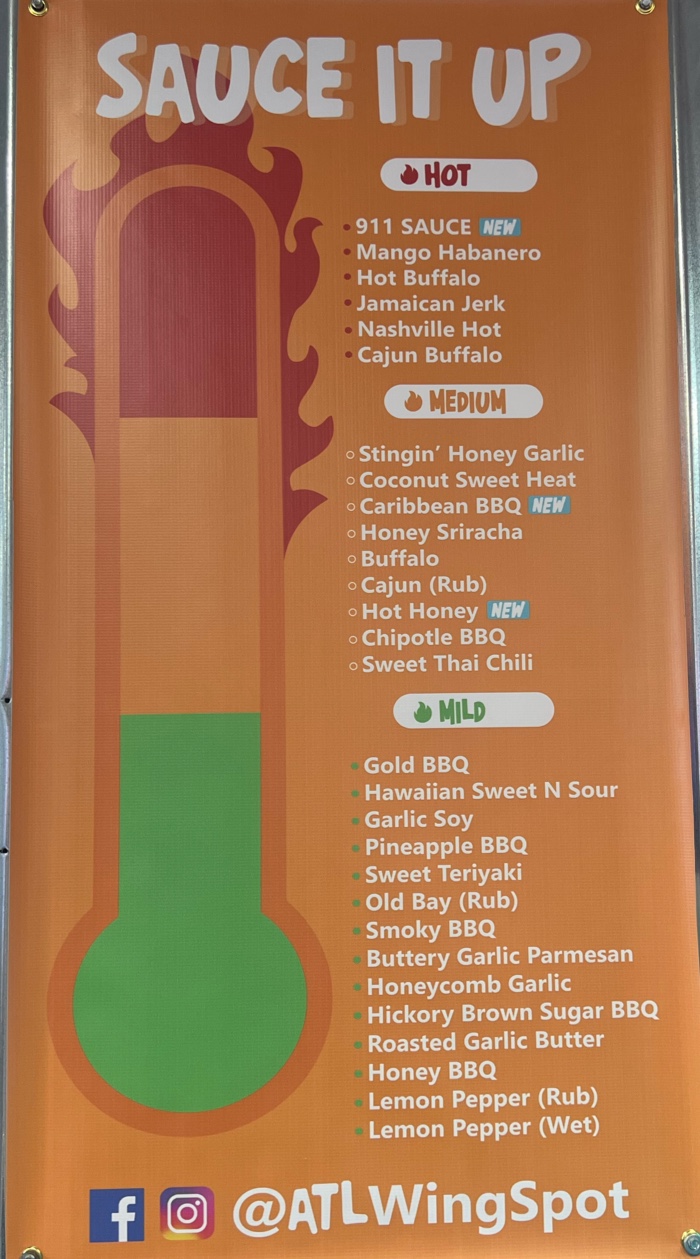 SAUCE IT UP
HOT
911 SAUCE NEW
Mango Habanero
Hot Buffalo
Jamaican Jerk
Nashville Hot
Cajun Buffalo
MEDIUM
Stingin' Honey Garlic
Coconut Sweet Heat
Caribbean BBQ NEW
Honey Sriracha
Buffalo
Cajun (Rub)
Hot Honey NEW
Chipotle BBQ
Sweet Thai Chili
MILD
Gold BBQ
Hawaiian Sweet N Sour
Garlic Soy
Pineapple BBQ
Sweet Teriyaki
Old Bay (Rub)
Smoky BBQ
Buttery Garlic Parmesan
Honeycomb Garlic
Hickory Brown Sugar BBQ
Roasted Garlic Butter
Honey BBQ
Lemon Pepper (Rub)
Lemon Pepper (Wet)
@ATLWingSpot